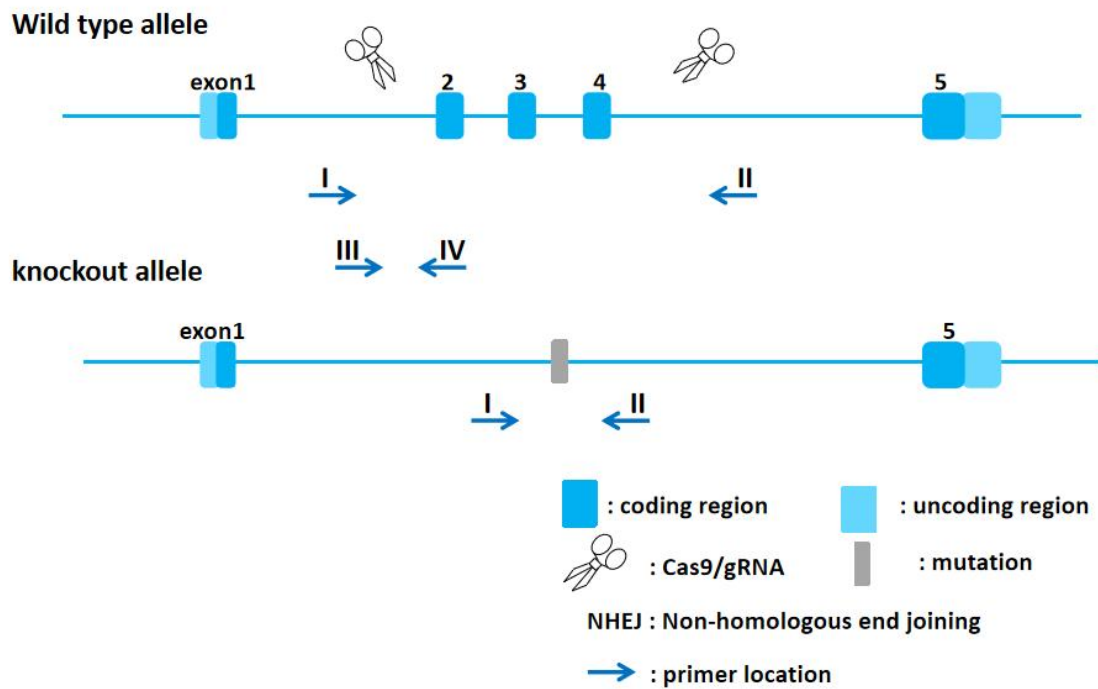 Wild type allele
exon1 2 3 4 5
I II
III IV
knockout allele
exon1 5
I II
: coding region : uncoding region
: Cas9/gRNA : mutation
NHEJ : Non-homologous end joining
: primer location